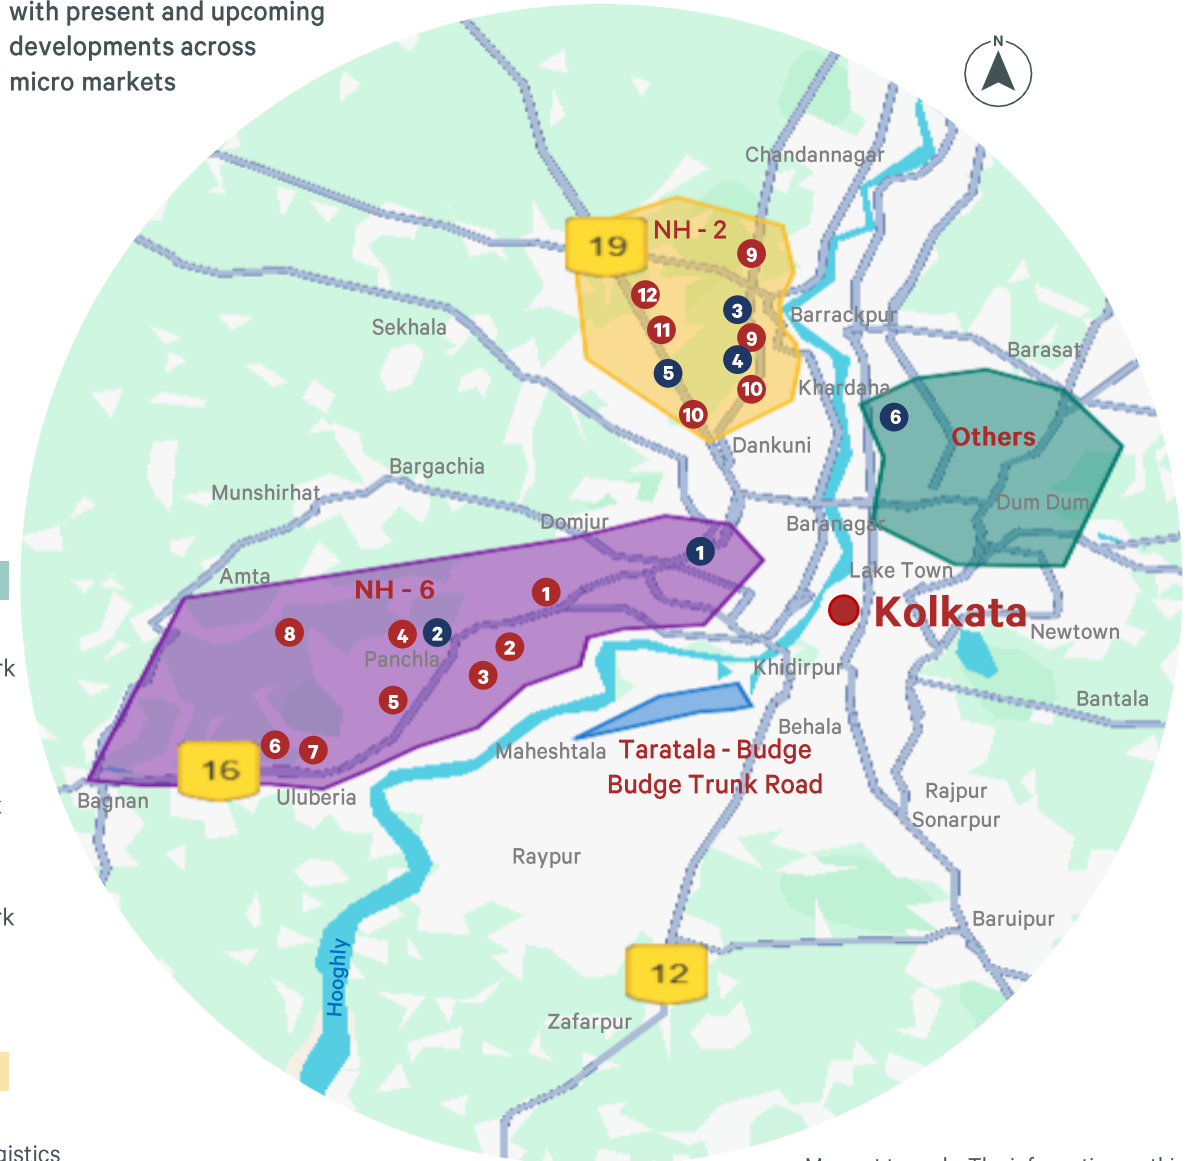 with present and upcoming
developments across
micro markets
N
Chandannagar
NH - 2
19
9
12
3
11
9
4
5
10
10
Barrackpur
Sekhala
Barasat
Khardaha
6
Others
Dankuni
Bargachia
Munshirhat
Domjur
Dum Dum
Baranagar
1
Lake Town
Amta
NH - 6
1
Kolkata
8
4
2
2
Panchla
3
5
Newtown
Khidirpur
Bantala
Behala
6
7
16
Maheshtala
Taratala - Budge
Budge Trunk Road
Bagnan
Uluberia
Rajpur
Sonarpur
Raypur
Baruipur
Hooghly
12
Zafarpur